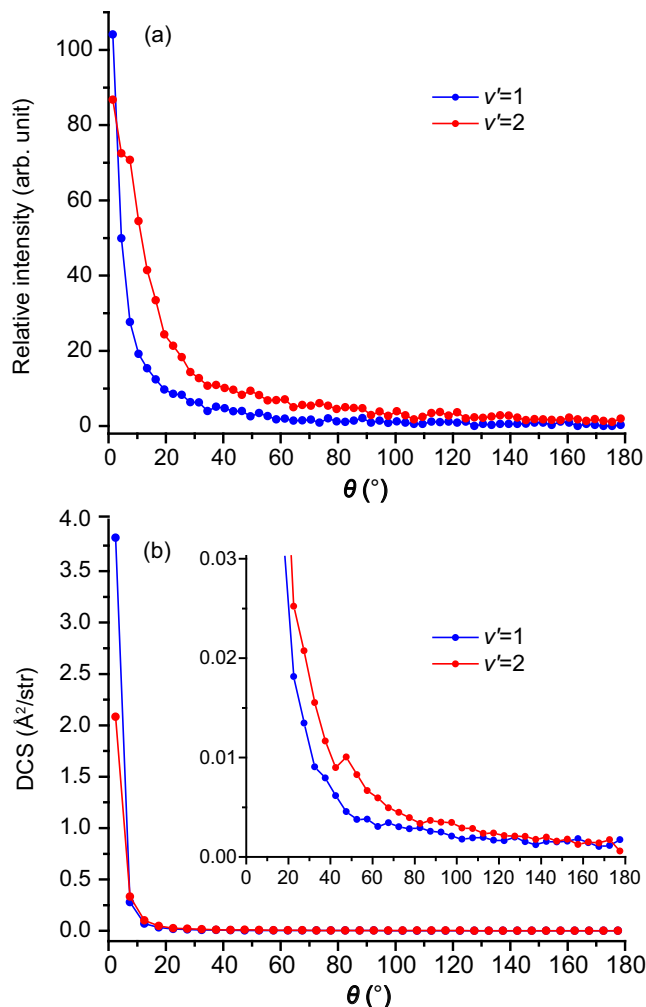 (a)
Relative intensity (arb. unit)
100
80
60
40
20
0
v′=1
v′=2
0 20 40 60 80 100 120 140 160 180
θ (°)
(b)
DCS (Å²/str)
4.0
3.5
3.0
2.5
2.0
1.5
1.0
0.5
0.0
0.03
0.02
0.01
0.00
v′=1
v′=2
0 20 40 60 80 100 120 140 160 180
0 20 40 60 80 100 120 140 160 180
θ (°)